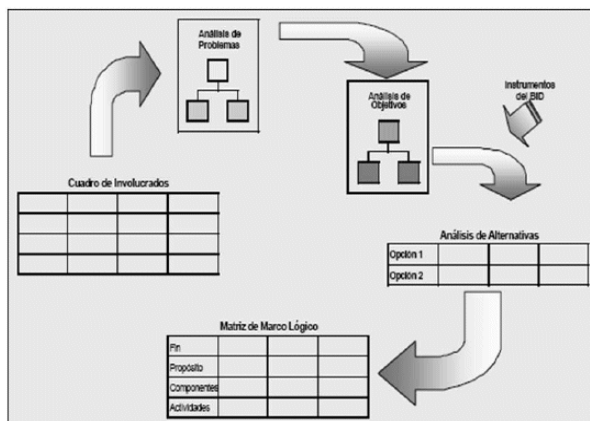 Análisis de
Problemas
Análisis de
Objetivos
Instrumentos
del BID
Cuadro de Involucrados
Análisis de Alternativas
Opción 1
Opción 2
Matriz de Marco Lógico
Fin
Propósito
Componentes
Actividades